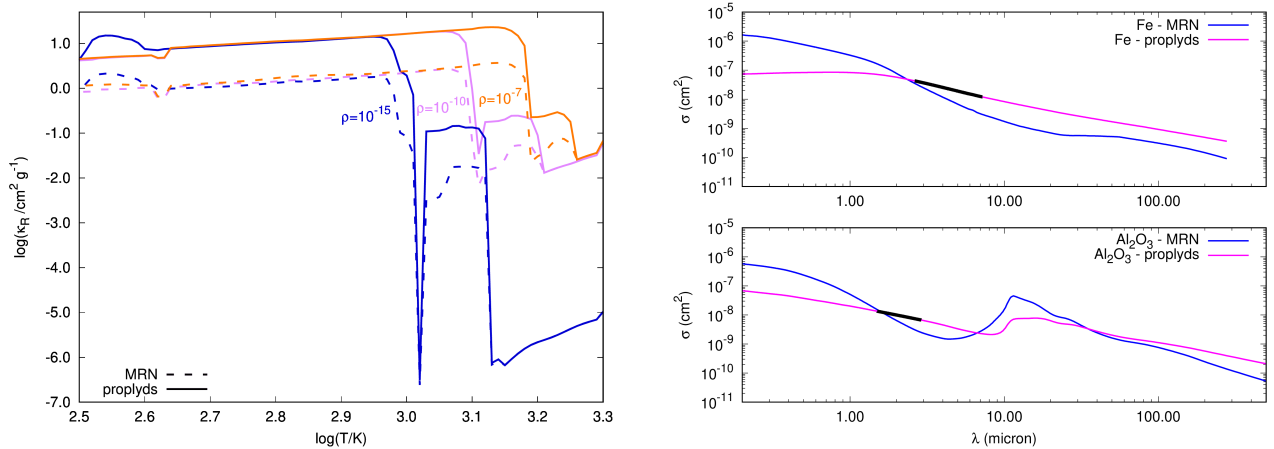 1.0
0.0
-1.0
-2.0
-3.0
-4.0
-5.0
-6.0
-7.0
log(κR /cm² g⁻¹)
ρ=10⁻¹⁵
ρ=10⁻¹⁰
ρ=10⁻⁷
MRN
proplyds
2.5 2.6 2.7 2.8 2.9 3.0 3.1 3.2 3.3
log(T/K)
10⁻⁵
10⁻⁶
10⁻⁷
10⁻⁸
10⁻⁹
10⁻¹⁰
10⁻¹¹
σ (cm²)
Fe - MRN
Fe - proplyds
1.00 10.00 100.00
10⁻⁵
10⁻⁶
10⁻⁷
10⁻⁸
10⁻⁹
10⁻¹⁰
10⁻¹¹
σ (cm²)
Al₂O₃ - MRN
Al₂O₃ - proplyds
1.00 10.00 100.00
λ (micron)